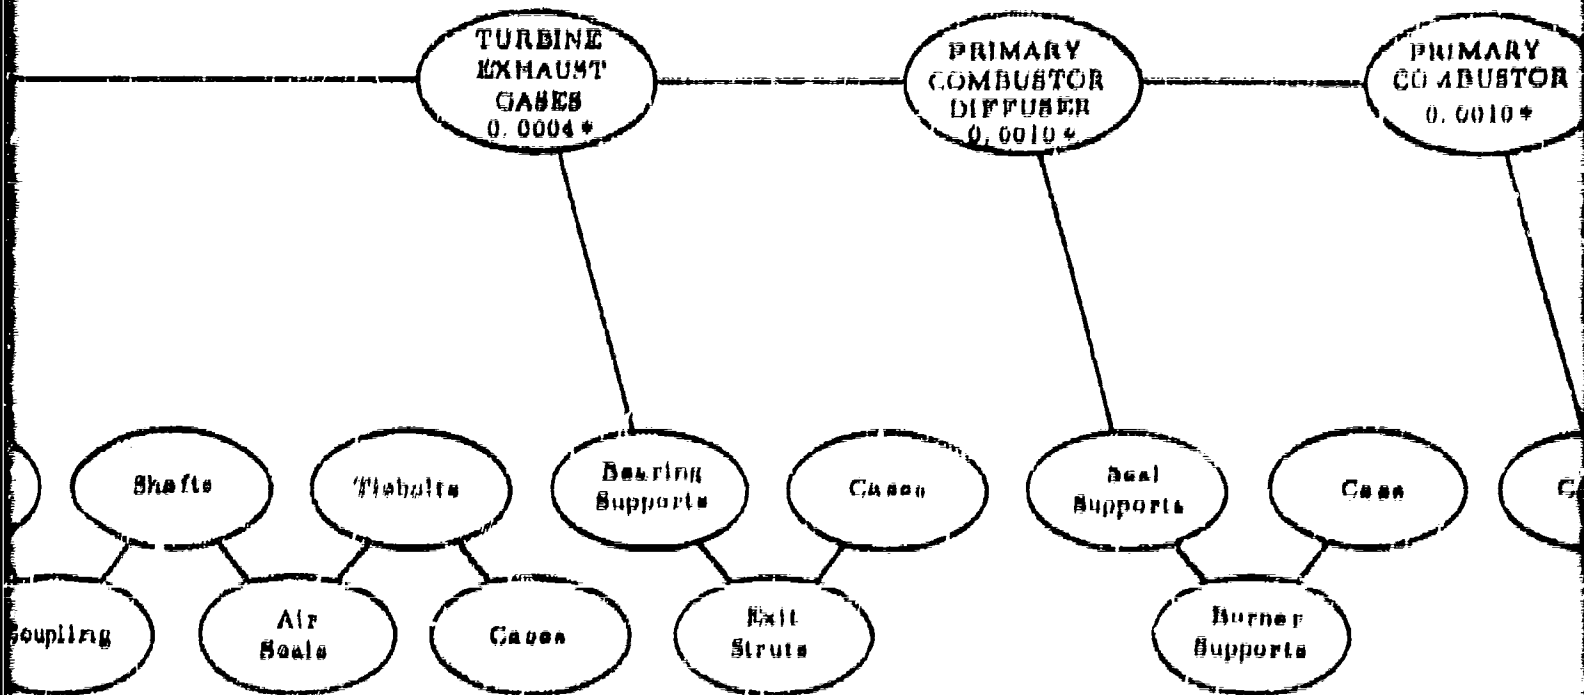 TURBINE
EXHAUST
GASES
0.0004*
PRIMARY
COMBUSTOR
DIFFUSER
0.0010*
PRIMARY
COMBUSTOR
0.0010*
Shafts
Tiebolts
Bearing
Supports
Cases
Seal
Supports
Case
Coupling
Air
Seals
Cases
Exit
Struts
Burner
Supports